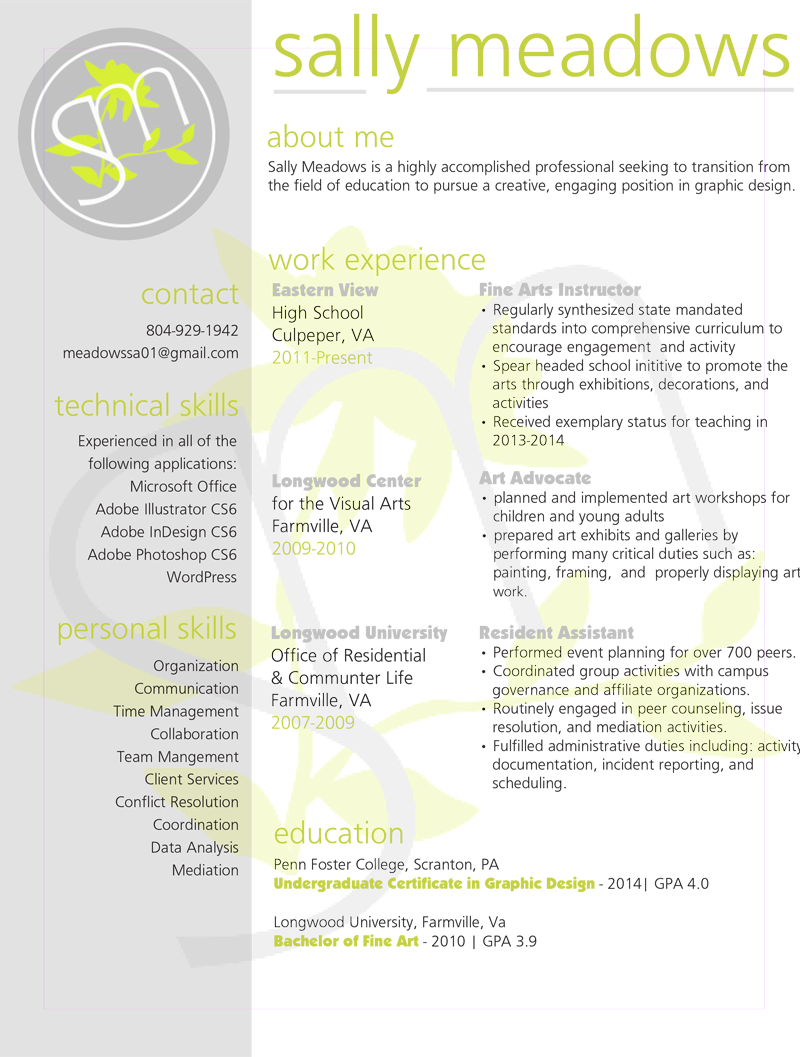 sally meadows
about me
Sally Meadows is a highly accomplished professional seeking to transition from
the field of education to pursue a creative, engaging position in graphic design.
sm
contact
804-929-1942
meadowssa01@gmail.com
technical skills
Experienced in all of the
following applications:
Microsoft Office
Adobe Illustrator CS6
Adobe InDesign CS6
Adobe Photoshop CS6
WordPress
personal skills
Organization
Communication
Time Management
Collaboration
Team Mangement
Client Services
Conflict Resolution
Coordination
Data Analysis
Mediation
work experience
Eastern View
High School
Culpeper, VA
2011-Present
Fine Arts Instructor
• Regularly synthesized state mandated
standards into comprehensive curriculum to
encourage engagement and activity
• Spear headed school inititive to promote the
arts through exhibitions, decorations, and
activities
• Received exemplary status for teaching in
2013-2014
Longwood Center
for the Visual Arts
Farmville, VA
2009-2010
Art Advocate
• planned and implemented art workshops for
children and young adults
• prepared art exhibits and galleries by
performing many critical duties such as:
painting, framing, and properly displaying art
work.
Longwood University
Office of Residential
& Communter Life
Farmville, VA
2007-2009
Resident Assistant
• Performed event planning for over 700 peers.
• Coordinated group activities with campus
governance and affiliate organizations.
• Routinely engaged in peer counseling, issue
resolution, and mediation activities.
• Fulfilled administrative duties including: activity
documentation, incident reporting, and
scheduling.
education
Penn Foster College, Scranton, PA
Undergraduate Certificate in Graphic Design - 2014| GPA 4.0
Longwood University, Farmville, Va
Bachelor of Fine Art - 2010 | GPA 3.9